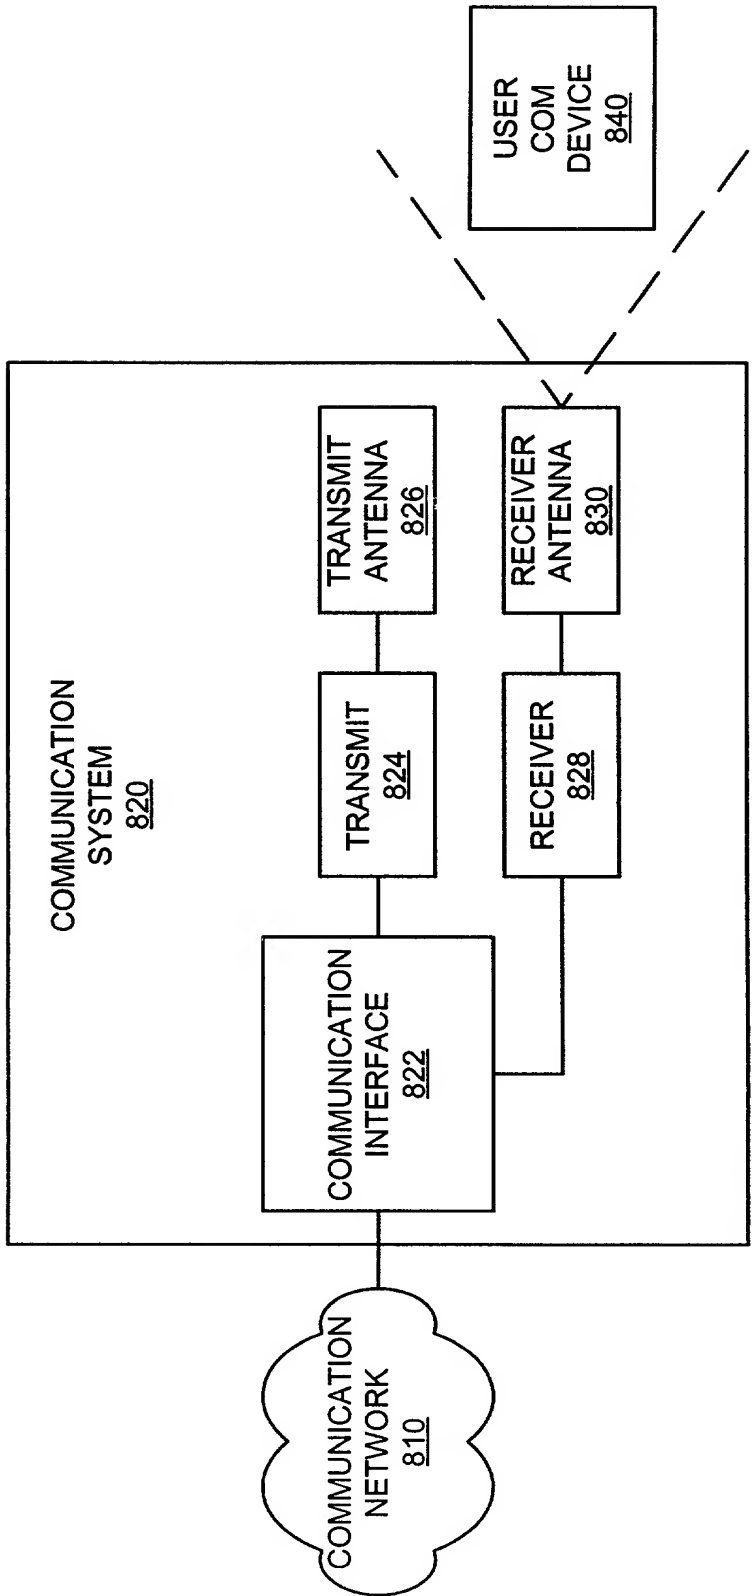 COMMUNICATION
SYSTEM
820
COMMUNICATION
NETWORK
810
COMMUNICATION
INTERFACE
822
TRANSMIT
824
TRANSMIT
ANTENNA
826
RECEIVER
828
RECEIVER
ANTENNA
830
USER
COM
DEVICE
840